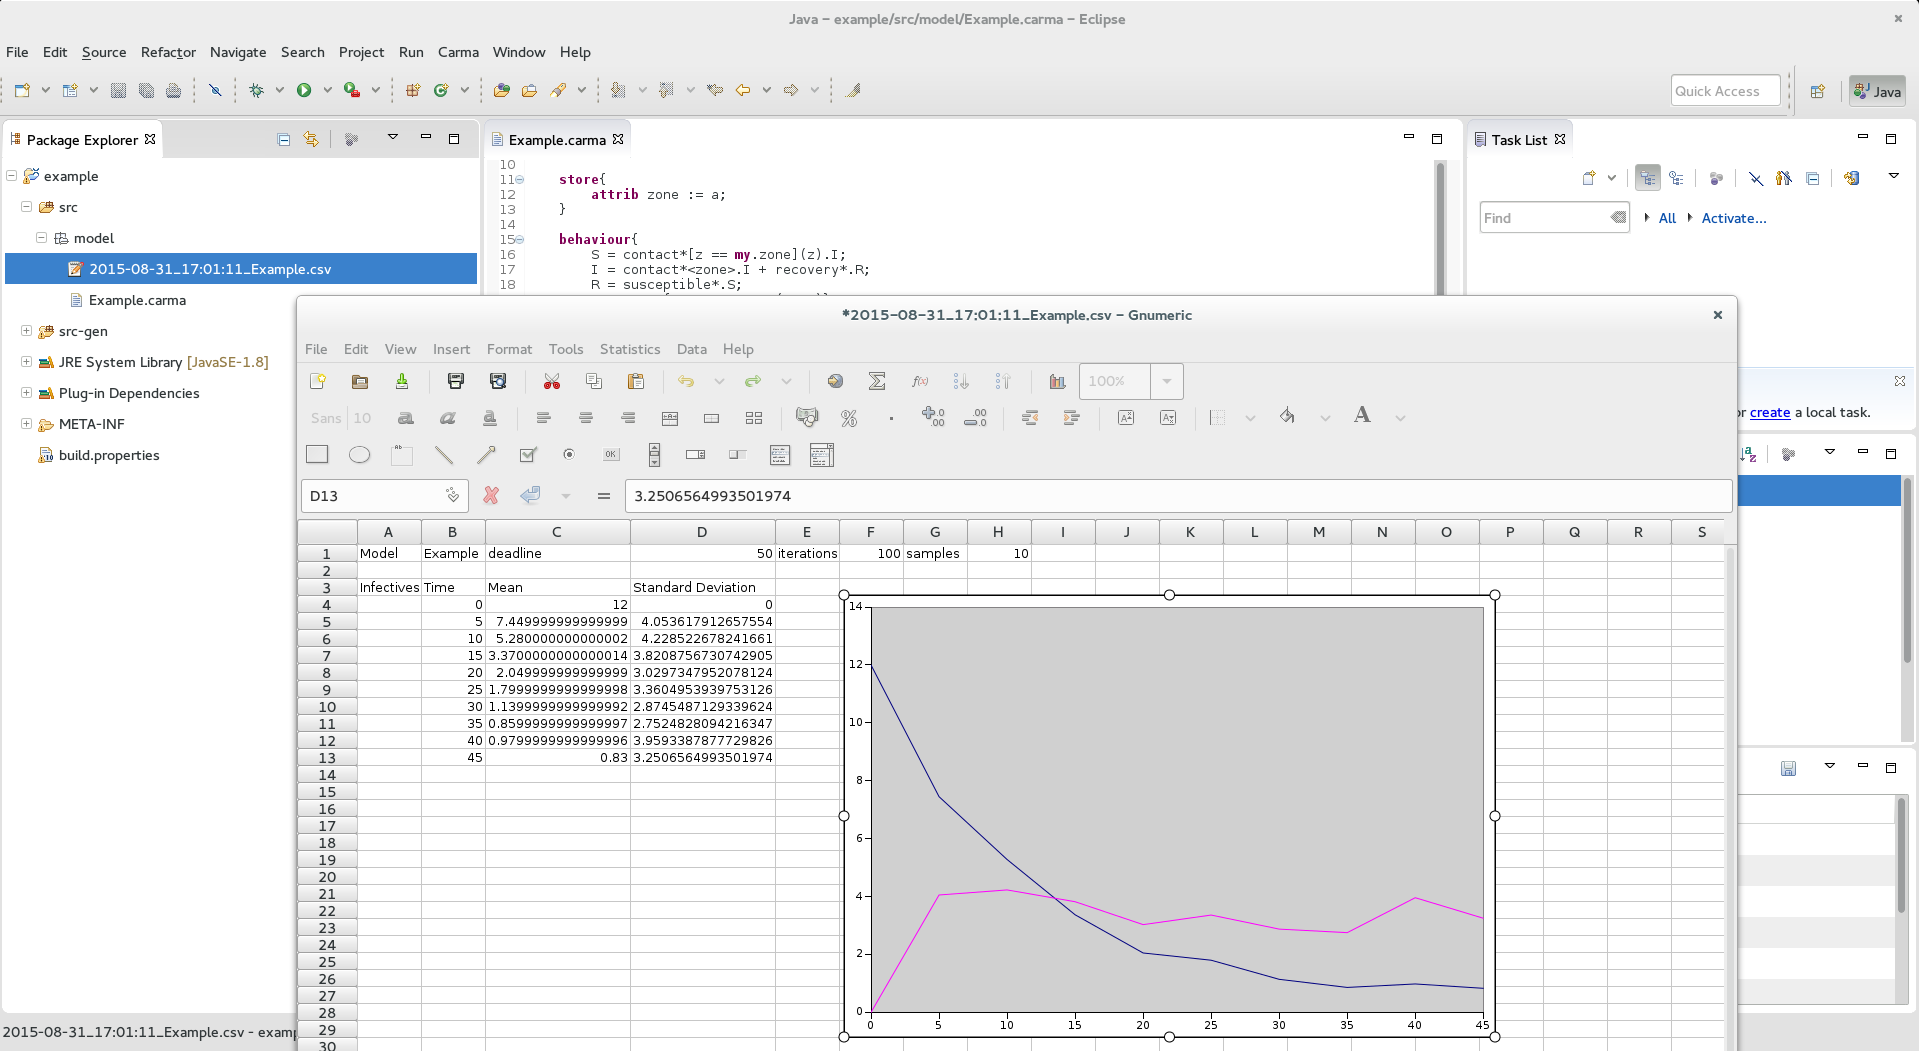 Java – example/src/model/Example.carma – Eclipse
File Edit Source Refactor Navigate Search Project Run Carma Window Help
Quick Access
Java
Package Explorer
example
src
model
2015-08-31_17:01:11_Example.csv
Example.carma
src-gen
JRE System Library [JavaSE-1.8]
Plug-in Dependencies
META-INF
build.properties
Example.carma
10
11 store{
12 attrib zone := a;
13 }
14
15 behaviour{
16 S = contact*[z == my.zone](z).I;
17 I = contact*<zone>.I + recovery*.R;
18 R = susceptible*.S;
Task List
Find
All Activate...
or create a local task.
*2015-08-31_17:01:11_Example.csv – Gnumeric
File Edit View Insert Format Tools Statistics Data Help
100%
Sans 10
D13 = 3.2506564993501974
A B C D E F G H I J K L M N O P Q R S
1 Model Example deadline 50 iterations 100 samples 10
2
3 Infectives Time Mean Standard Deviation
4 0 12 0
5 5 7.449999999999999 4.053617912657554
6 10 5.280000000000002 4.228522678241661
7 15 3.3700000000000014 3.8208756730742905
8 20 2.049999999999999 3.0297347952078124
9 25 1.7999999999999998 3.3604953939753126
10 30 1.1399999999999992 2.8745487129339624
11 35 0.8599999999999997 2.7524828094216347
12 40 0.9799999999999996 3.9593387877729826
13 45 0.83 3.2506564993501974
14
15
16
17
18
19
20
21
22
23
24
25
26
27
28
29
30
14
12
10
8
6
4
2
0
0 5 10 15 20 25 30 35 40 45
2015-08-31_17:01:11_Example.csv - examp